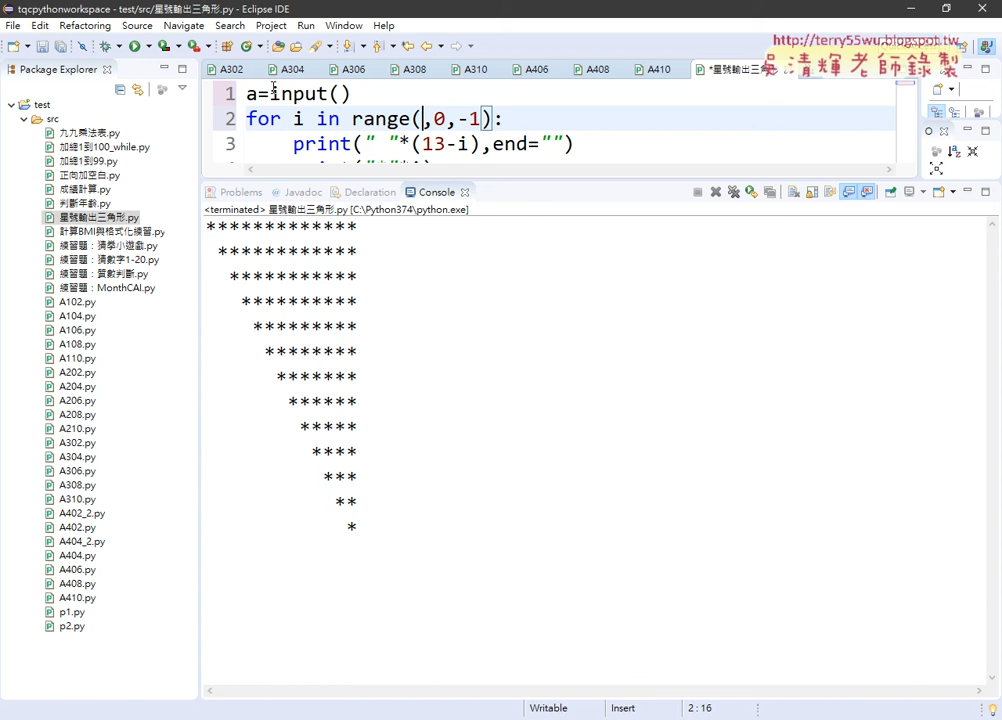 tqcpythonworkspace - test/src/星號輸出三角形.py - Eclipse IDE
File Edit Refactoring Source Navigate Search Project Run Window Help
http://terry55wu.blogspot.tw
吳清輝老師錄製
Package Explorer
A302 A304 A306 A308 A310 A406 A408 A410 *星號輸出三角形
test
src
九九乘法表.py
加總1到100_while.py
加總1到99.py
正向加空白.py
成績計算.py
判斷年齡.py
星號輸出三角形.py
計算BMI與格式化練習.py
練習題：猜拳小遊戲.py
練習題：猜數字1-20.py
練習題：質數判斷.py
練習題：MonthCAI.py
A102.py
A104.py
A106.py
A108.py
A110.py
A202.py
A204.py
A206.py
A208.py
A210.py
A302.py
A304.py
A306.py
A308.py
A310.py
A402_2.py
A402.py
A404_2.py
A404.py
A406.py
A408.py
A410.py
p1.py
p2.py
1 a=input()
2 for i in range(,0,-1):
3 print(" "*(13-i),end="")
Problems Javadoc Declaration Console
<terminated> 星號輸出三角形.py [C:\Python374\python.exe]
*************
************
***********
**********
*********
********
*******
******
*****
****
***
**
*
Writable Insert 2 : 16